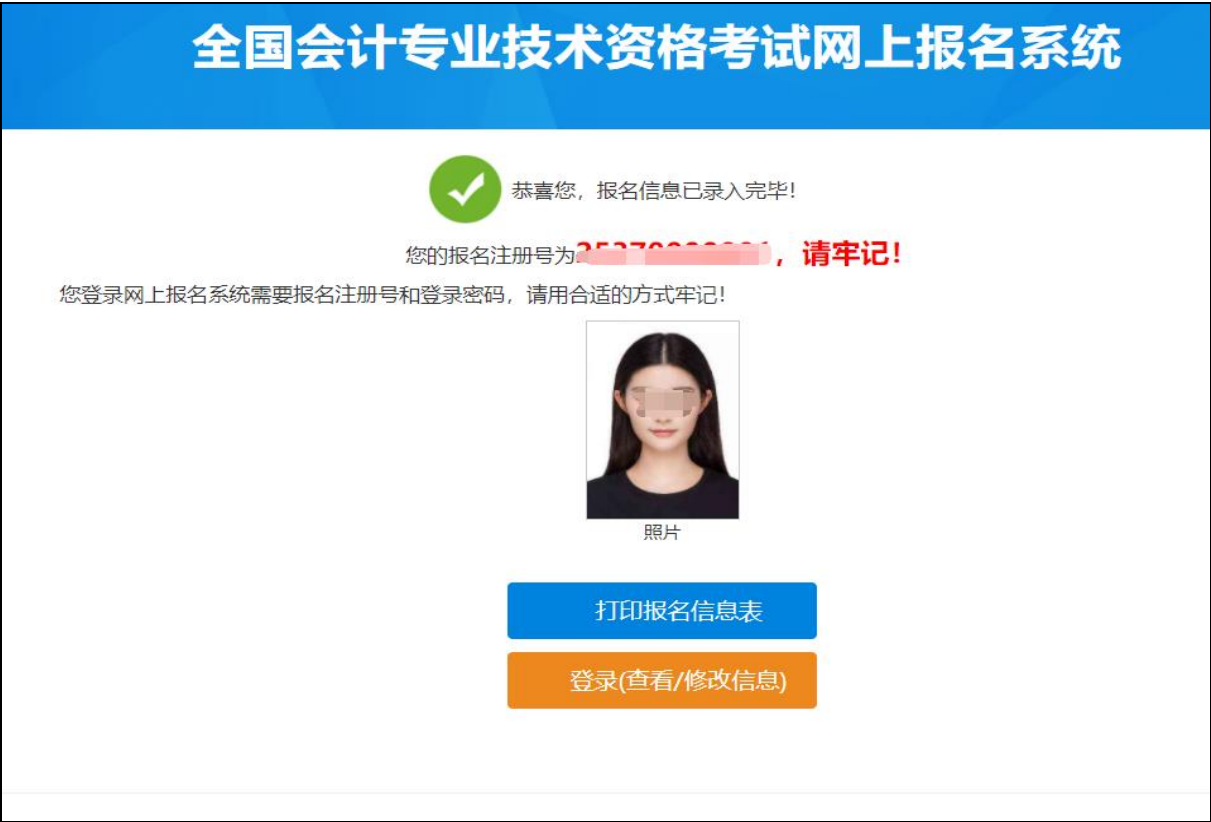 全国会计专业技术资格考试网上报名系统
恭喜您，报名信息已录入完毕！
您的报名注册号为，请牢记！
您登录网上报名系统需要报名注册号和登录密码，请用合适的方式牢记！
照片
打印报名信息表
登录(查看/修改信息)